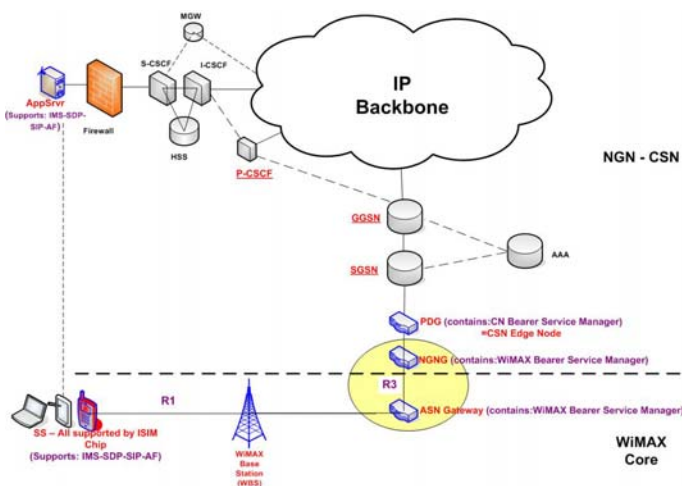 MGW
S-CSCF
I-CSCF
IP
Backbone
AppSrvr
(Supports: IMS-SDP-
SIP-AF)
Firewall
HSS
P-CSCF
NGN - CSN
GGSN
AAA
SGSN
PDG (contains:CN Bearer Service Manager)
=CSN Edge Node
NGNG (contains:WiMAX Bearer Service Manager)
R3
R1
ASN Gateway (contains:WiMAX Bearer Service Manager)
SS – All supported by ISIM
Chip
(Supports: IMS-SDP-SIP-AF)
WiMAX
Base
Station
(WBS)
WiMAX
Core